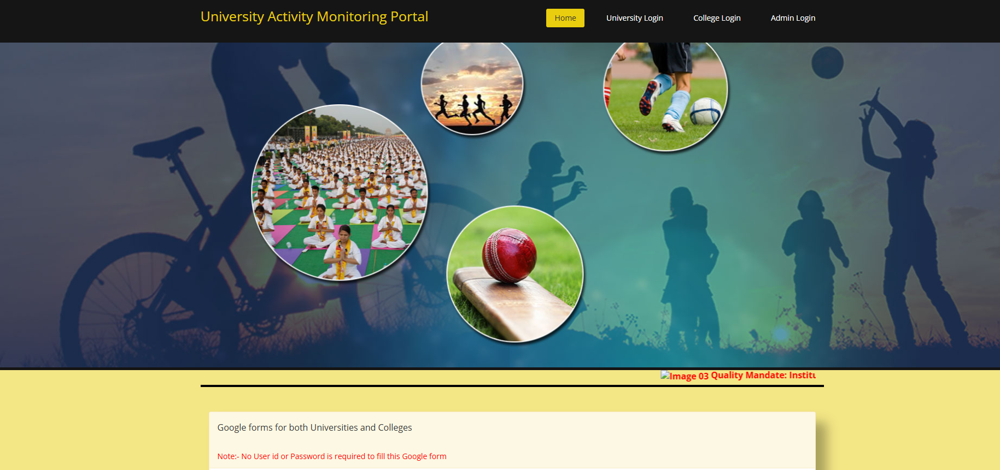 University Activity Monitoring Portal
Home University Login College Login Admin Login
Image 03 Quality Mandate:
Google forms for both Universities and Colleges
Note:- No User id or Password is required to fill this Google form